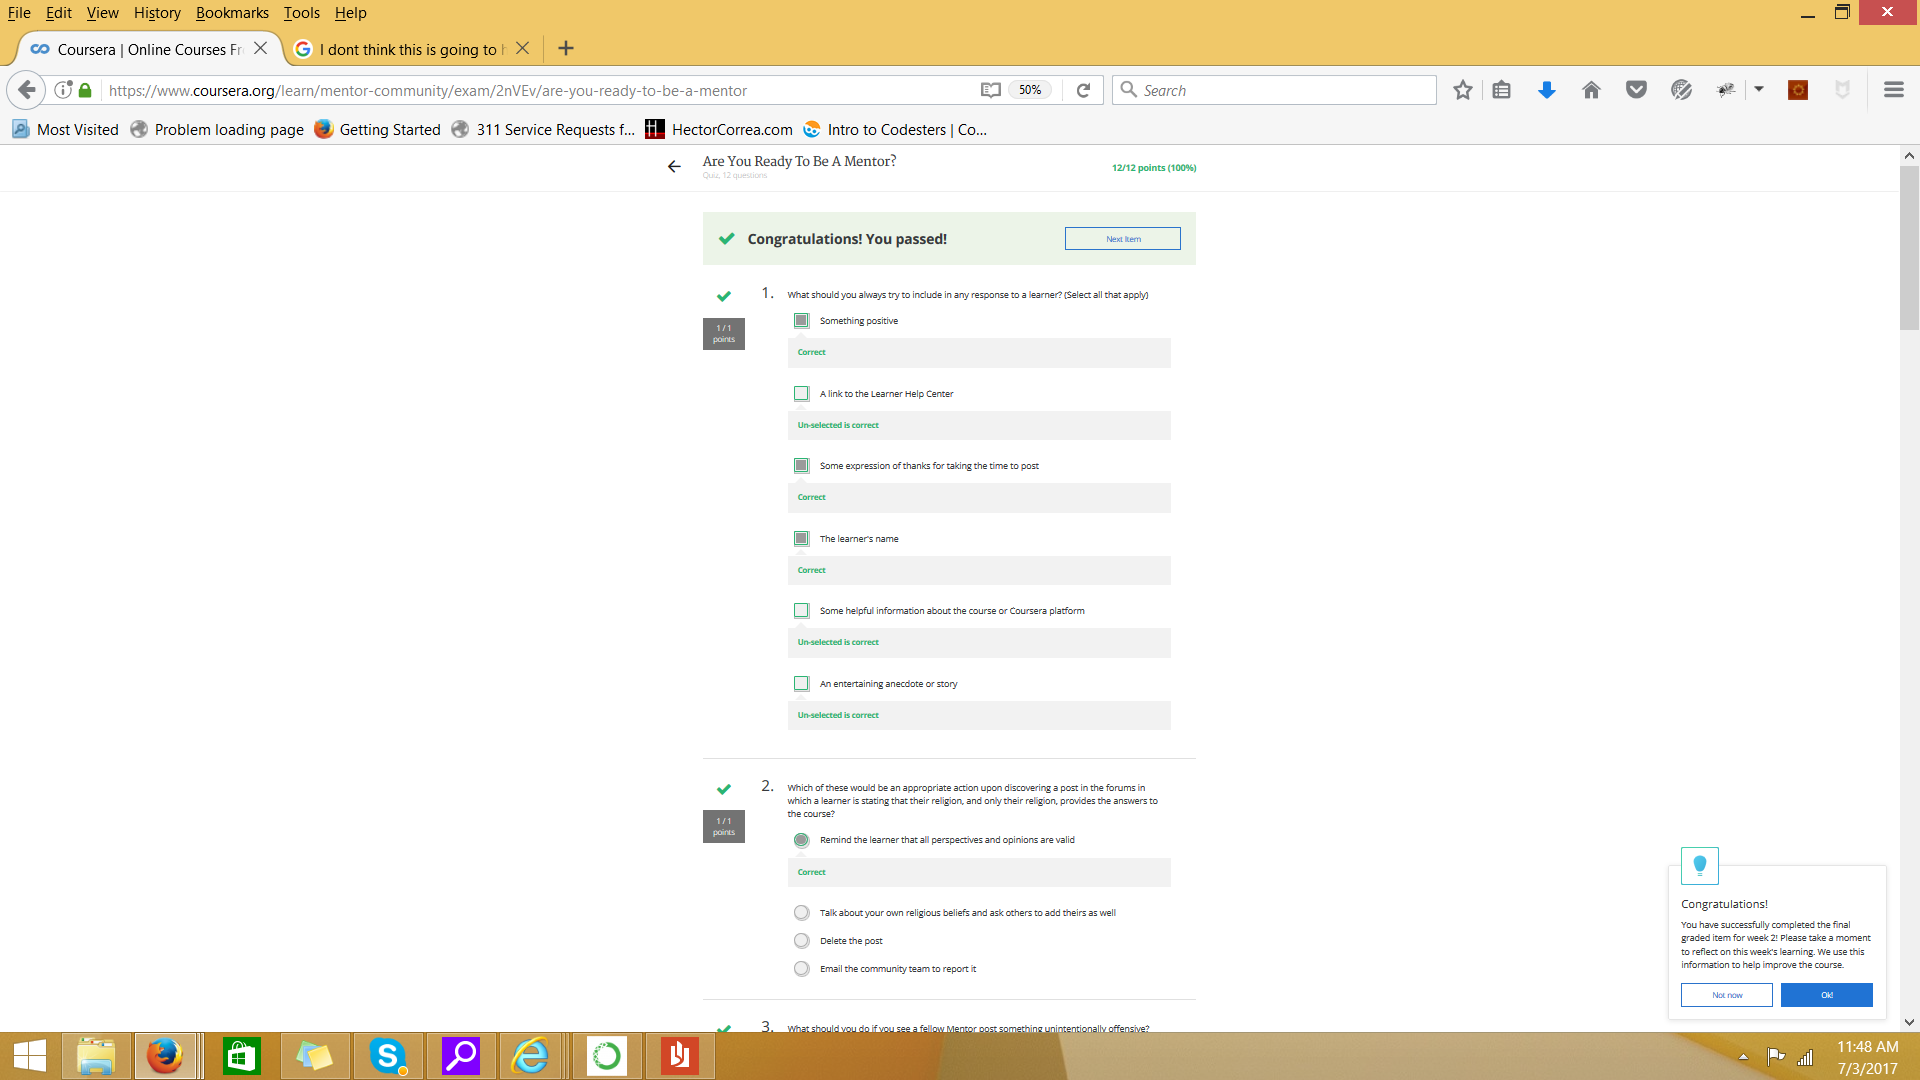 File Edit View History Bookmarks Tools Help
Coursera | Online Courses Fr
I dont think this is going to h
https://www.coursera.org/learn/mentor-community/exam/2nVEv/are-you-ready-to-be-a-mentor
50%
Search
Most Visited Problem loading page Getting Started 311 Service Requests f... HectorCorrea.com Intro to Codesters | Co...
Are You Ready To Be A Mentor?
Quiz, 12 questions
12/12 points (100%)
Congratulations! You passed!
Next Item
1 / 1
points
1. What should you always try to include in any response to a learner? (Select all that apply)
Something positive
Correct
A link to the Learner Help Center
Un-selected is correct
Some expression of thanks for taking the time to post
Correct
The learner's name
Correct
Some helpful information about the course or Coursera platform
Un-selected is correct
An entertaining anecdote or story
Un-selected is correct
1 / 1
points
2. Which of these would be an appropriate action upon discovering a post in the forums in
which a learner is stating that their religion, and only their religion, provides the answers to
the course?
Remind the learner that all perspectives and opinions are valid
Correct
Talk about your own religious beliefs and ask others to add theirs as well
Delete the post
Email the community team to report it
3. What should you do if you see a fellow Mentor post something unintentionally offensive?
Congratulations!
You have successfully completed the final
graded item for week 2! Please take a moment
to reflect on this week's learning. We use this
information to help improve the course.
Not now
Ok!
11:48 AM
7/3/2017